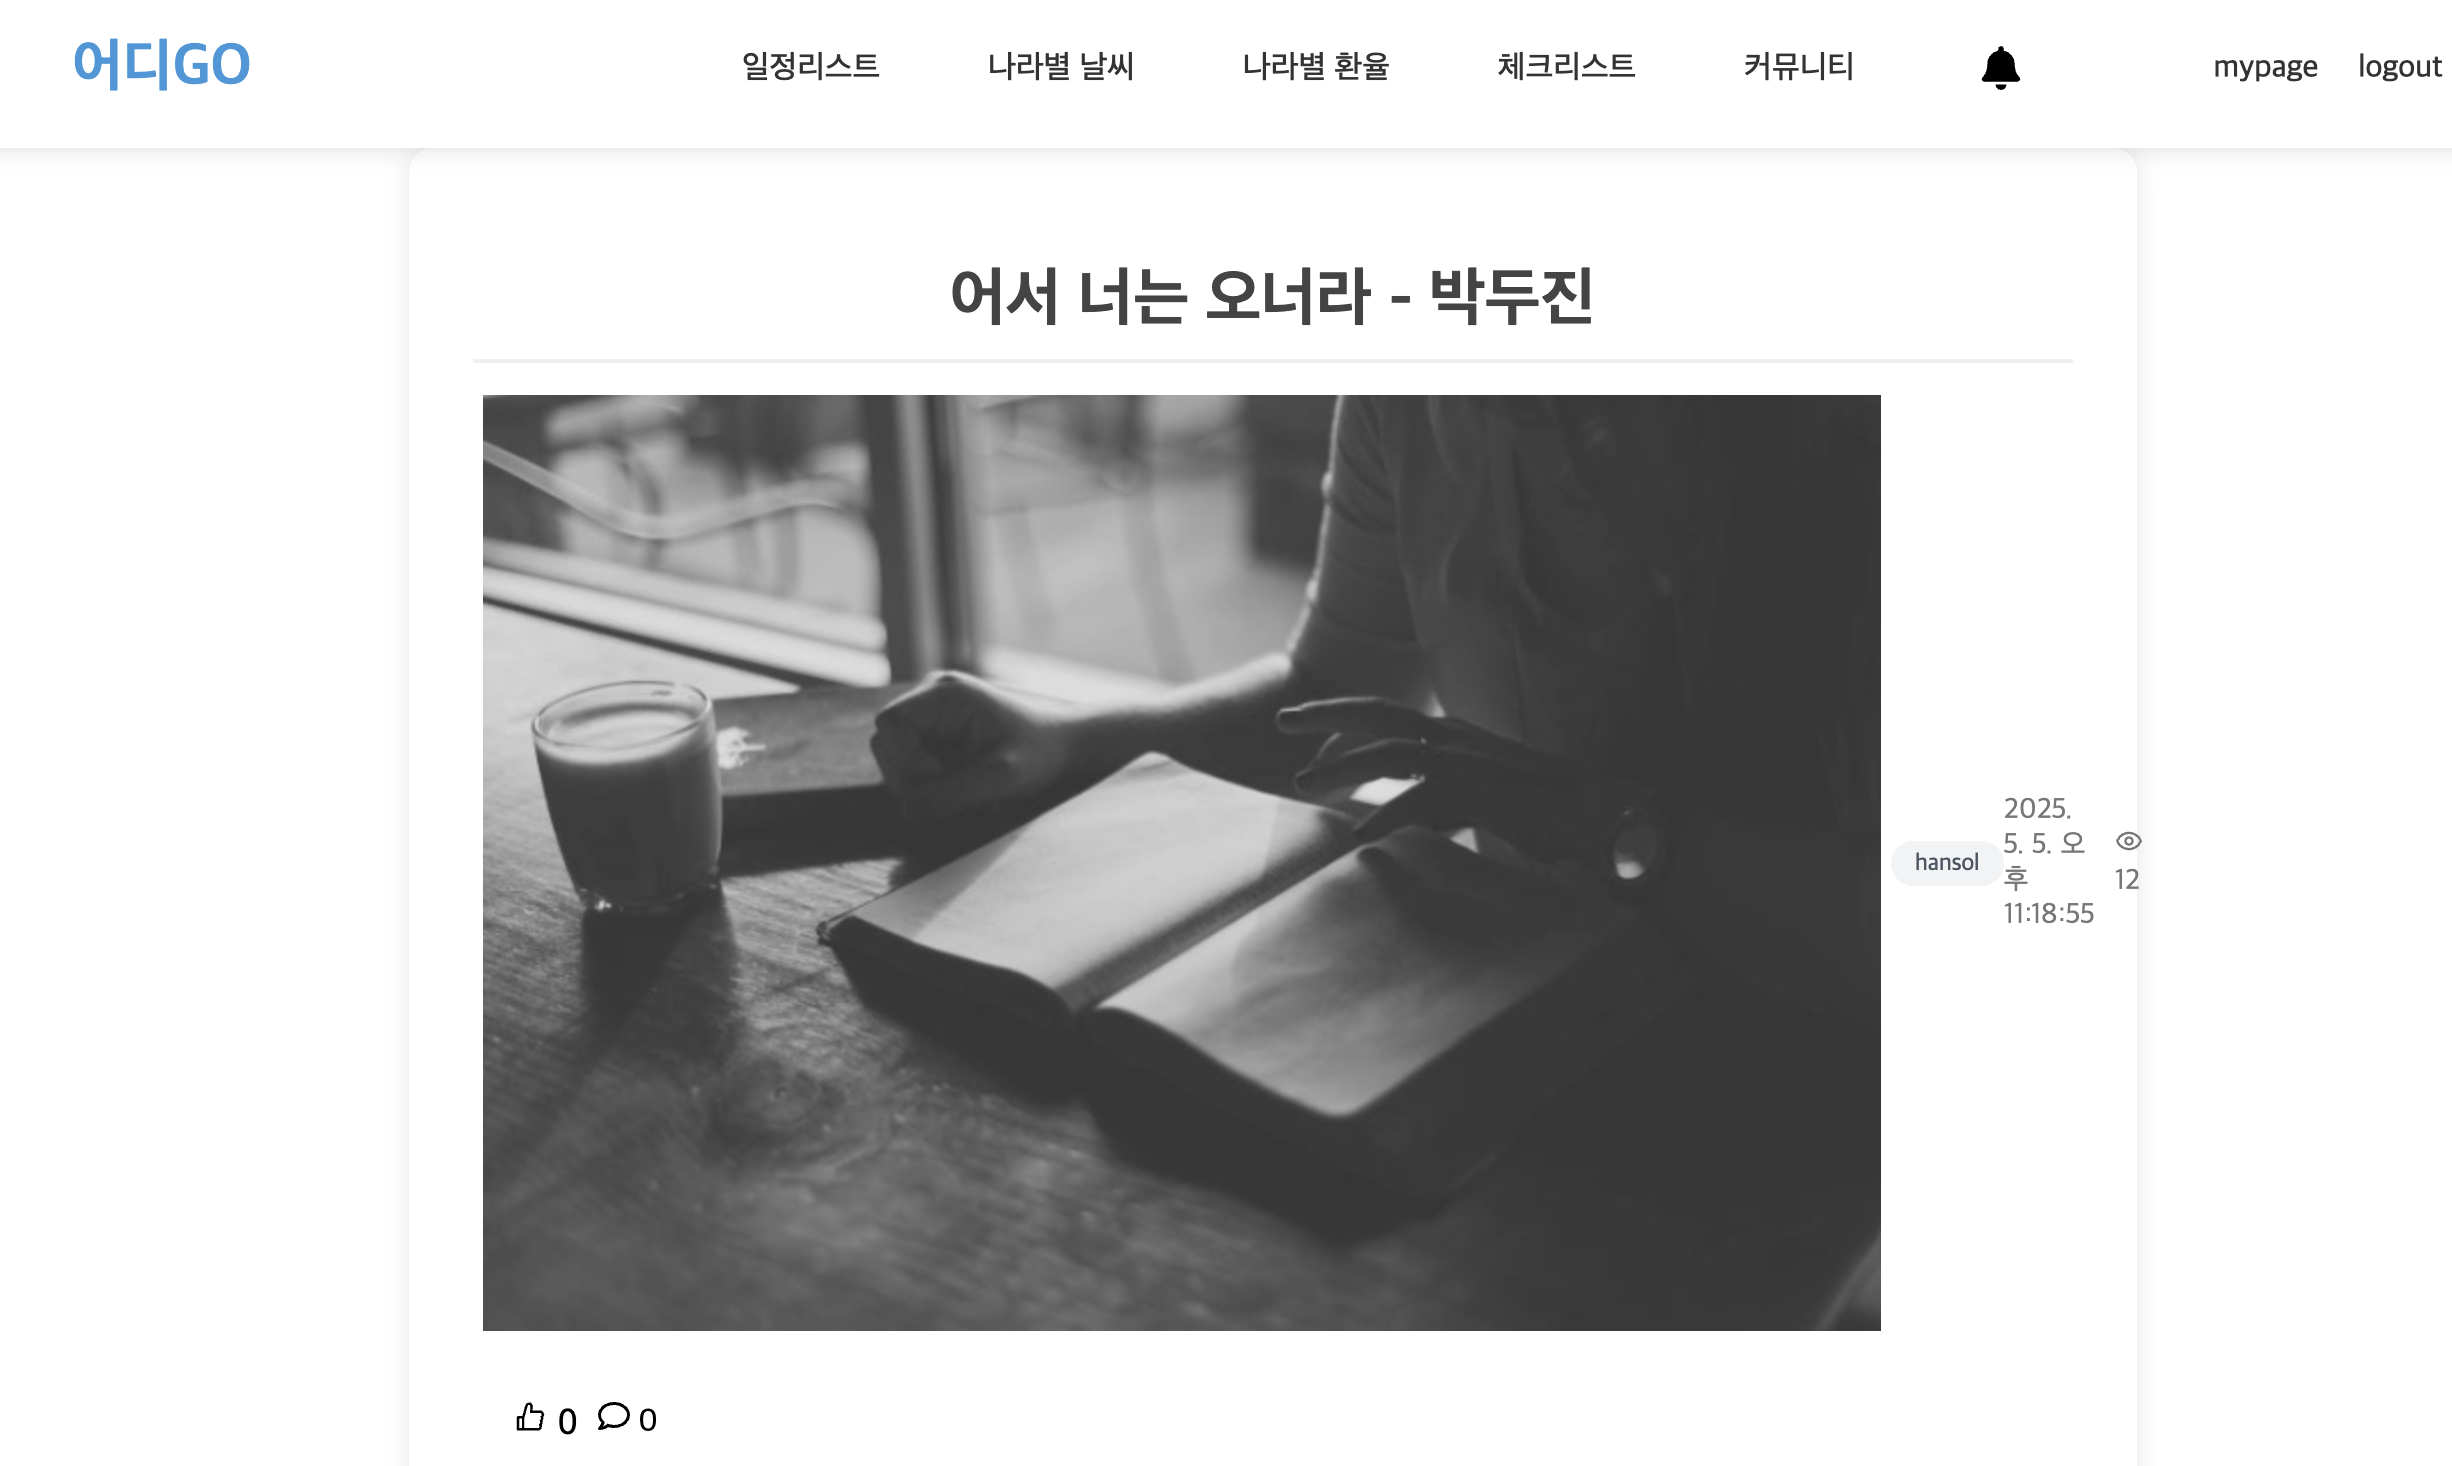 어디GO
일정리스트 나라별 날씨 나라별 환율 체크리스트 커뮤니티 mypage logout
어서 너는 오너라 - 박두진
hansol
2025.
5. 5. 오
후
11:18:55
12
0 0